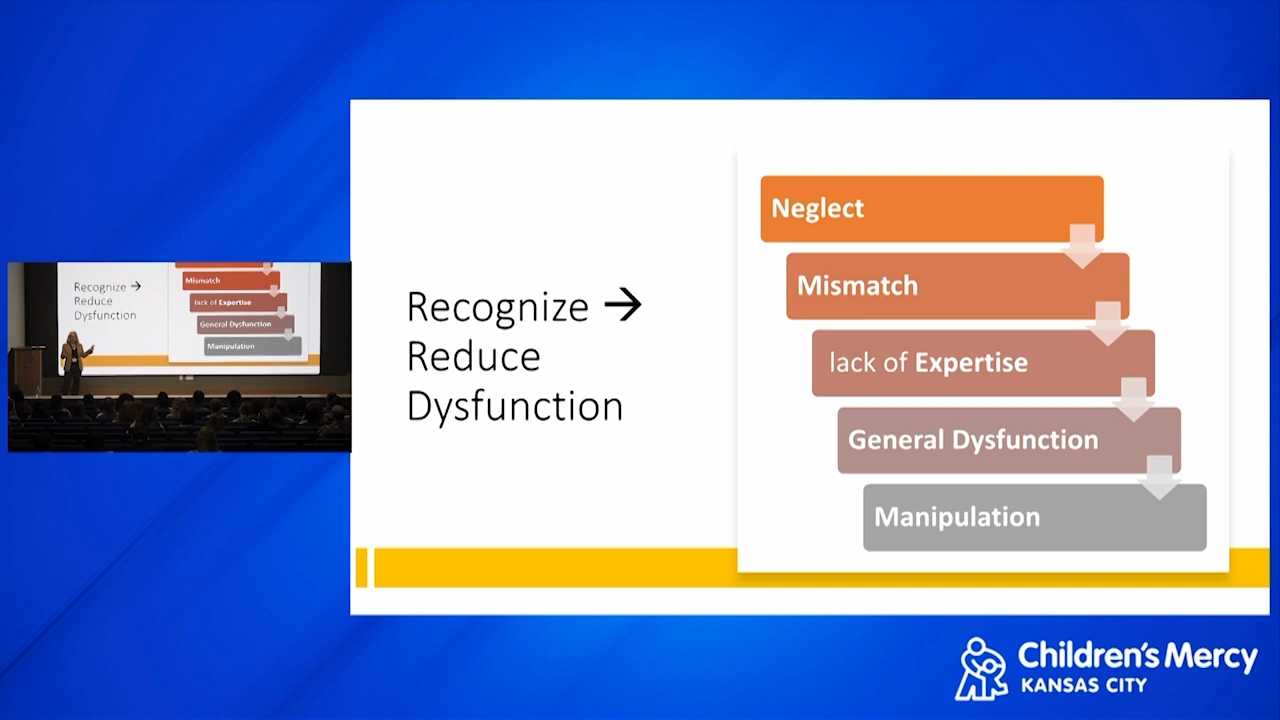 Recognize →
Reduce
Dysfunction
Neglect
Mismatch
lack of Expertise
General Dysfunction
Manipulation
Recognize →
Reduce
Dysfunction
Mismatch
lack of Expertise
General Dysfunction
Manipulation
Children's Mercy
KANSAS CITY